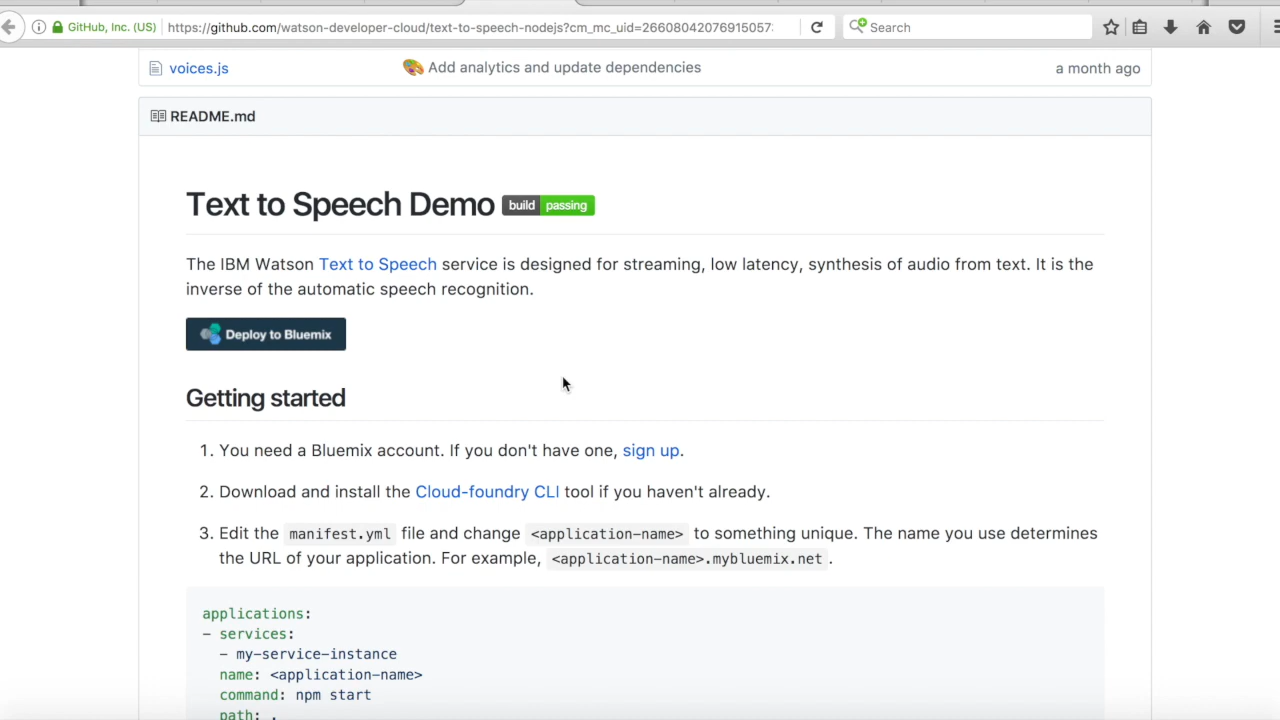 GitHub, Inc. (US) https://github.com/watson-developer-cloud/text-to-speech-nodejs?cm_mc_uid=26608042076915057 Search
voices.js Add analytics and update dependencies a month ago
README.md
Text to Speech Demo build passing
The IBM Watson Text to Speech service is designed for streaming, low latency, synthesis of audio from text. It is the
inverse of the automatic speech recognition.
Deploy to Bluemix
Getting started
1. You need a Bluemix account. If you don't have one, sign up.
2. Download and install the Cloud-foundry CLI tool if you haven't already.
3. Edit the manifest.yml file and change <application-name> to something unique. The name you use determines
the URL of your application. For example, <application-name>.mybluemix.net .
applications:
- services:
- my-service-instance
name: <application-name>
command: npm start
path: .